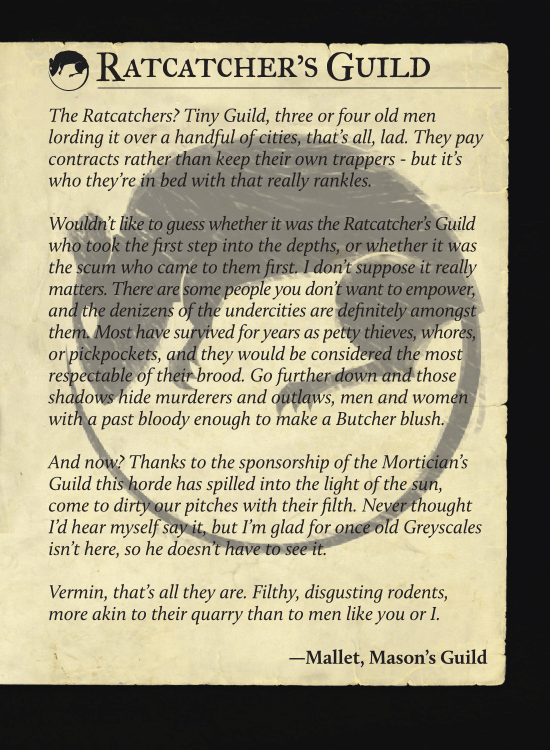 Ratcatcher's Guild
The Ratcatchers? Tiny Guild, three or four old men
lording it over a handful of cities, that's all, lad. They pay
contracts rather than keep their own trappers - but it's
who they're in bed with that really rankles.
Wouldn't like to guess whether it was the Ratcatcher's Guild
who took the first step into the depths, or whether it was
the scum who came to them first. I don't suppose it really
matters. There are some people you don't want to empower,
and the denizens of the undercities are definitely amongst
them. Most have survived for years as petty thieves, whores,
or pickpockets, and they would be considered the most
respectable of their brood. Go further down and those
shadows hide murderers and outlaws, men and women
with a past bloody enough to make a Butcher blush.
And now? Thanks to the sponsorship of the Mortician's
Guild this horde has spilled into the light of the sun,
come to dirty our pitches with their filth. Never thought
I'd hear myself say it, but I'm glad for once old Greyscales
isn't here, so he doesn't have to see it.
Vermin, that's all they are. Filthy, disgusting rodents,
more akin to their quarry than to men like you or I.
—Mallet, Mason's Guild